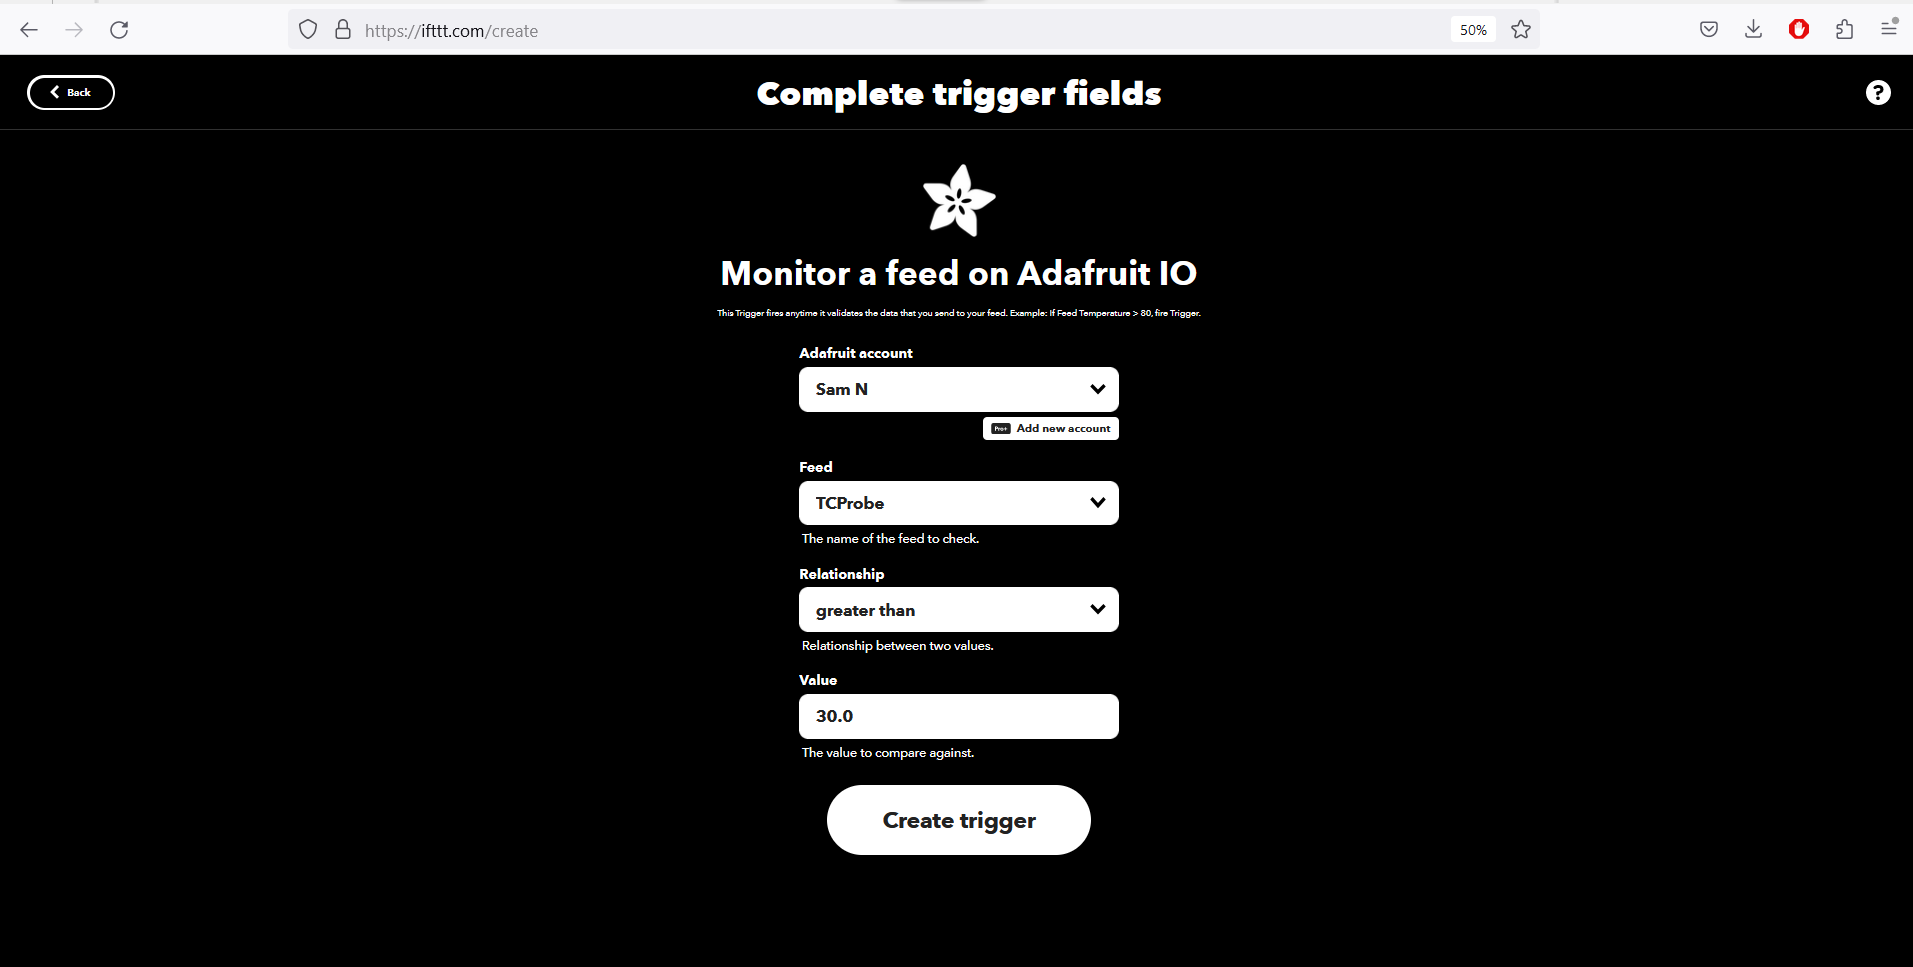 https://ifttt.com/create
50%
Back
Complete trigger fields
?
Monitor a feed on Adafruit IO
This Trigger fires anytime it validates the data that you send to your feed. Example: If Feed Temperature > 80, fire Trigger.
Adafruit account
Sam N
Pro+ Add new account
Feed
TCProbe
The name of the feed to check.
Relationship
greater than
Relationship between two values.
Value
30.0
The value to compare against.
Create trigger